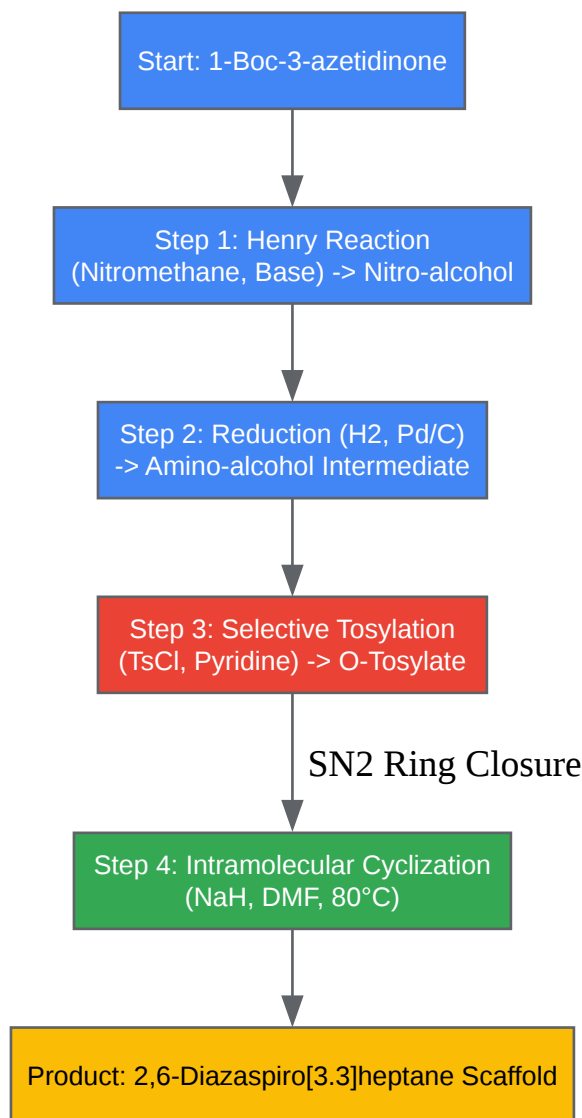 Start: 1-Boc-3-azetidinone
Step 1: Henry Reaction
(Nitromethane, Base) -> Nitro-alcohol
Step 2: Reduction (H2, Pd/C)
-> Amino-alcohol Intermediate
Step 3: Selective Tosylation
(TsCl, Pyridine) -> O-Tosylate
SN2 Ring Closure
Step 4: Intramolecular Cyclization
(NaH, DMF, 80°C)
Product: 2,6-Diazaspiro[3.3]heptane Scaffold